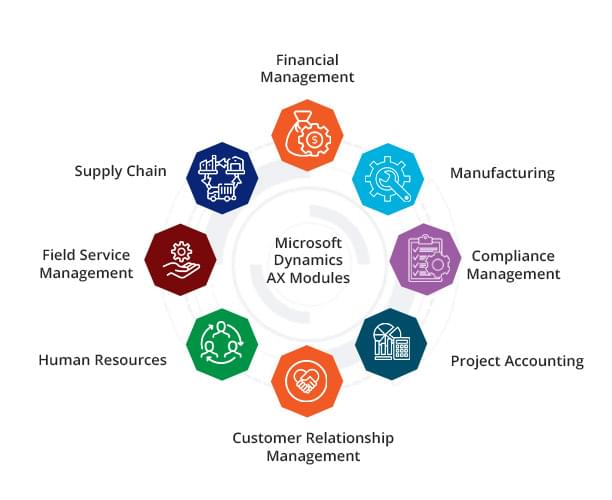 Financial
Management
Supply Chain
Manufacturing
Field Service
Management
Microsoft
Dynamics
AX Modules
Compliance
Management
Human Resources
Project Accounting
Customer Relationship
Management